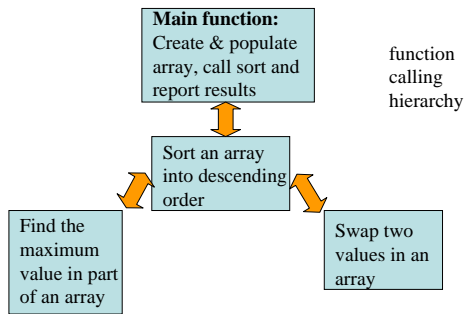 Main function:
Create & populate
array, call sort and
report results
function
calling
hierarchy
Sort an array
into descending
order
Find the
maximum
value in part
of an array
Swap two
values in an
array